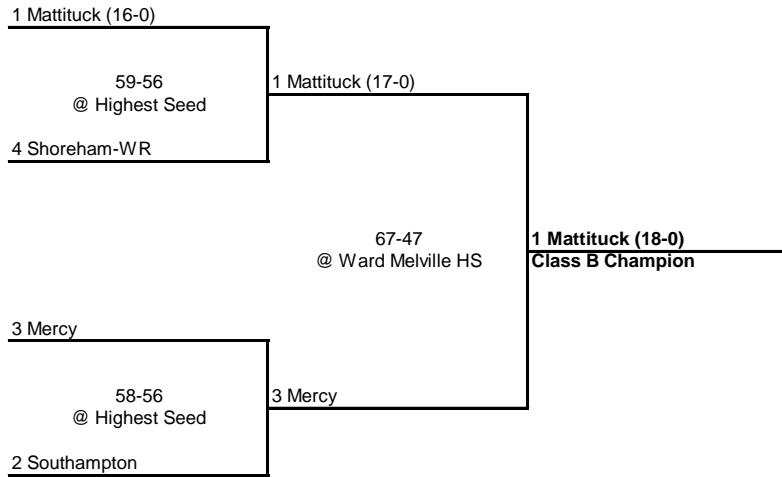 1 Mattituck (16-0)
59-56
@ Highest Seed
1 Mattituck (17-0)
4 Shoreham-WR
67-47
@ Ward Melville HS
1 Mattituck (18-0)
Class B Champion
3 Mercy
58-56
@ Highest Seed
3 Mercy
2 Southampton